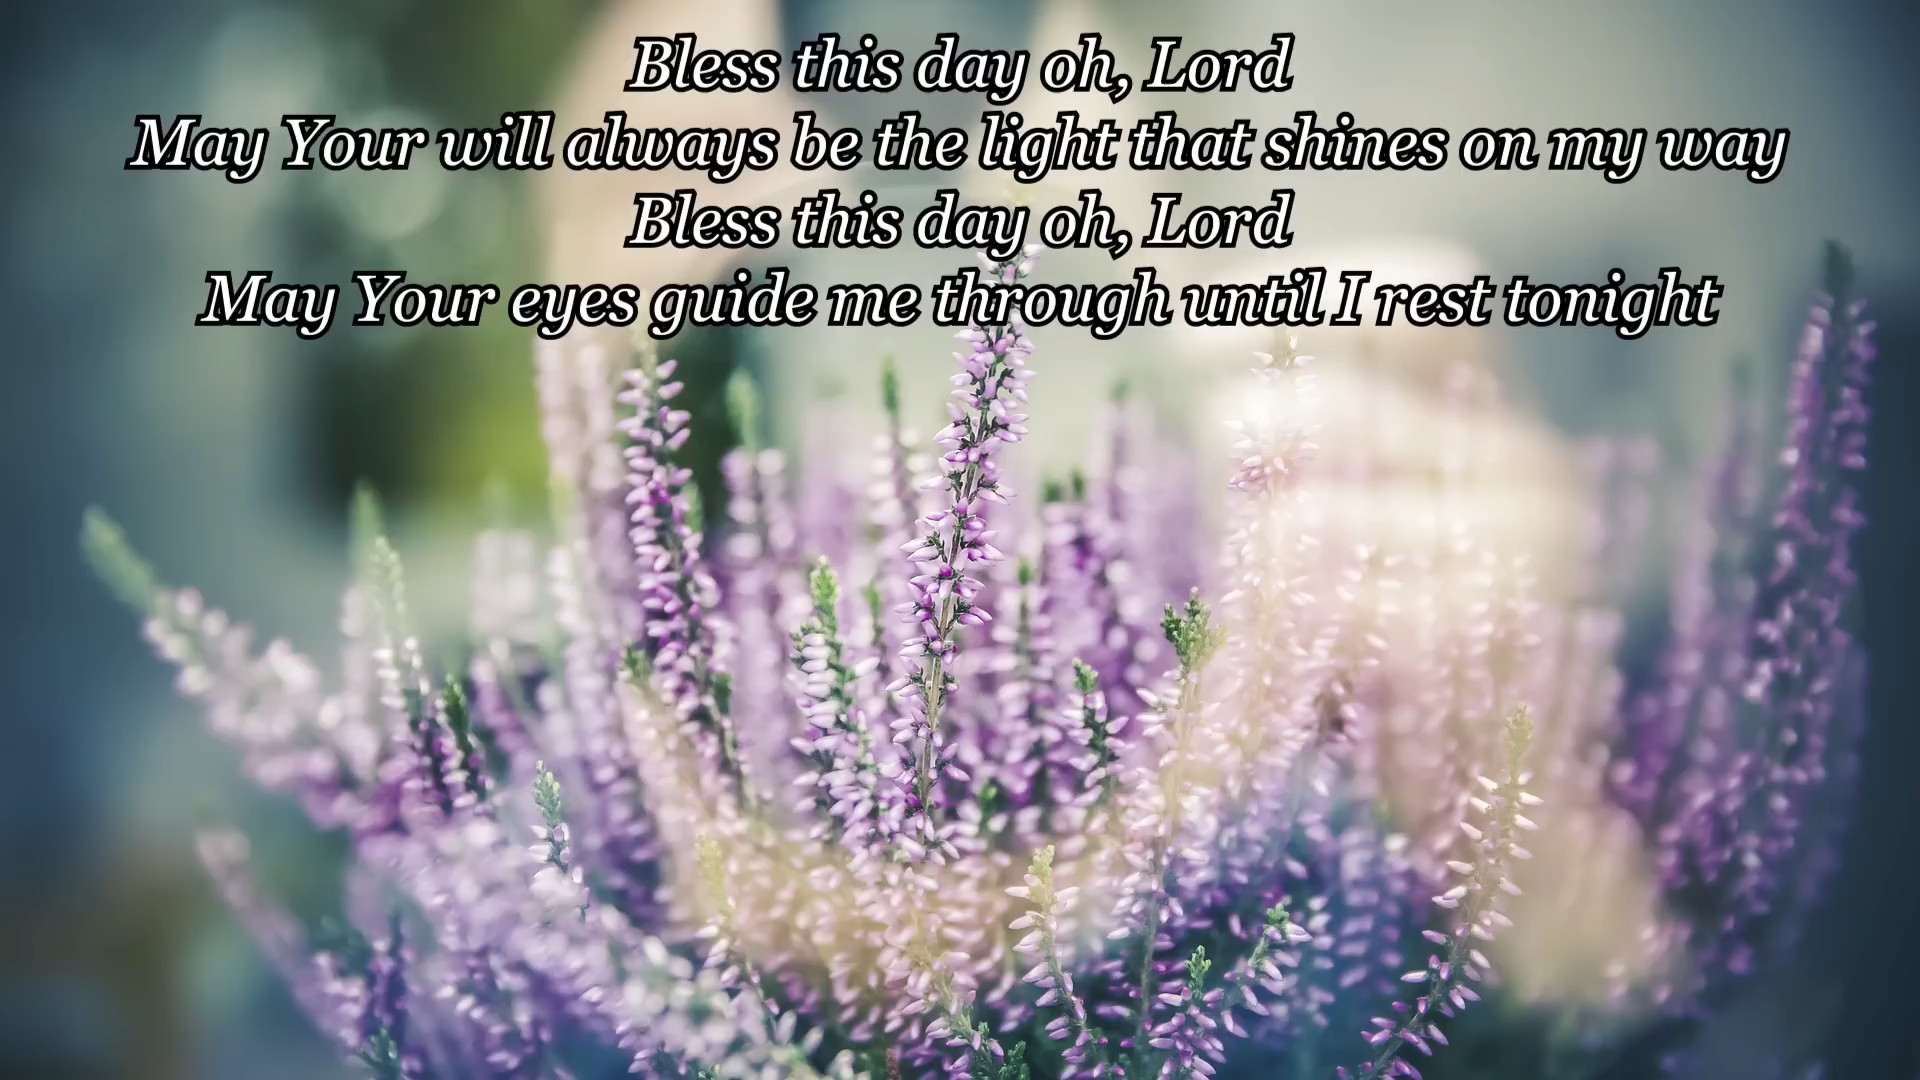 Bless this day oh, Lord
May Your will always be the light that shines on my way
Bless this day oh, Lord
May Your eyes guide me through until I rest tonight